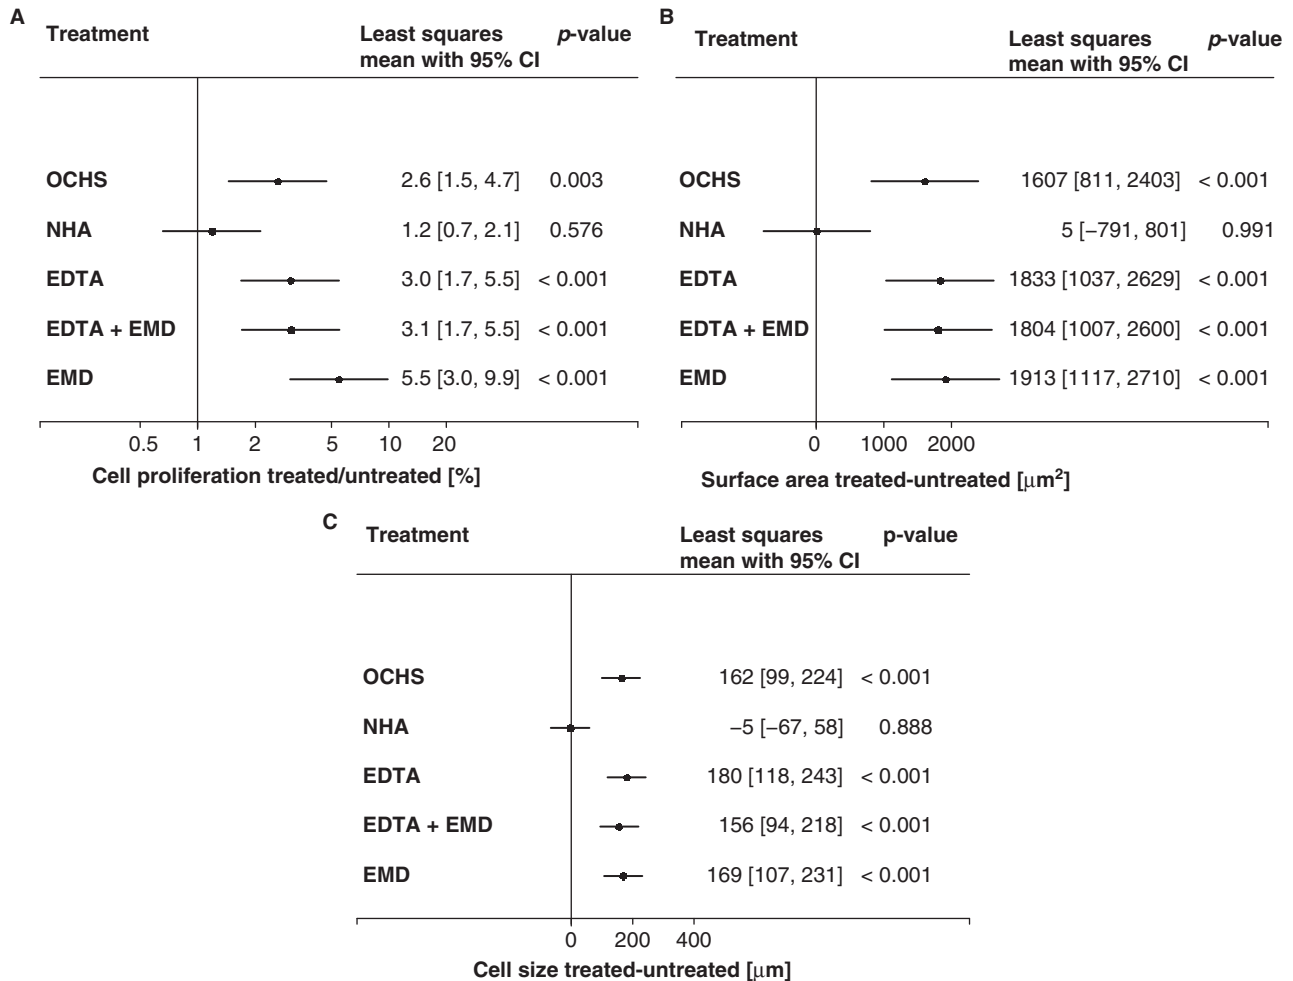 A
Treatment
Least squares
mean with 95% CI
p-value
OCHS 2.6 [1.5, 4.7] 0.003
NHA 1.2 [0.7, 2.1] 0.576
EDTA 3.0 [1.7, 5.5] < 0.001
EDTA + EMD 3.1 [1.7, 5.5] < 0.001
EMD 5.5 [3.0, 9.9] < 0.001
0.5 1 2 5 10 20
Cell proliferation treated/untreated [%]
B
Treatment
Least squares
mean with 95% CI
p-value
OCHS 1607 [811, 2403] < 0.001
NHA 5 [−791, 801] 0.991
EDTA 1833 [1037, 2629] < 0.001
EDTA + EMD 1804 [1007, 2600] < 0.001
EMD 1913 [1117, 2710] < 0.001
0 1000 2000
Surface area treated-untreated [μm²]
C
Treatment
Least squares
mean with 95% CI
p-value
OCHS 162 [99, 224] < 0.001
NHA −5 [−67, 58] 0.888
EDTA 180 [118, 243] < 0.001
EDTA + EMD 156 [94, 218] < 0.001
EMD 169 [107, 231] < 0.001
0 200 400
Cell size treated-untreated [μm]